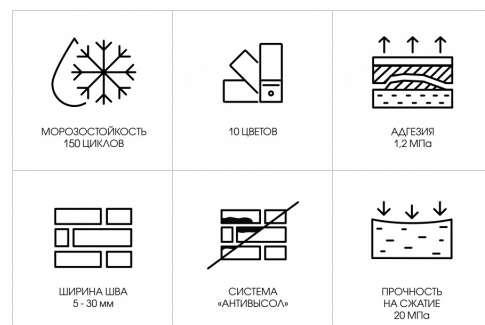 МОРОЗОСТОЙКОСТЬ
150 ЦИКЛОВ
10 ЦВЕТОВ
АДГЕЗИЯ
1,2 МПа
ШИРИНА ШВА
5 - 30 мм
СИСТЕМА
«АНТИВЫСОЛ»
ПРОЧНОСТЬ
НА СЖАТИЕ
20 МПа